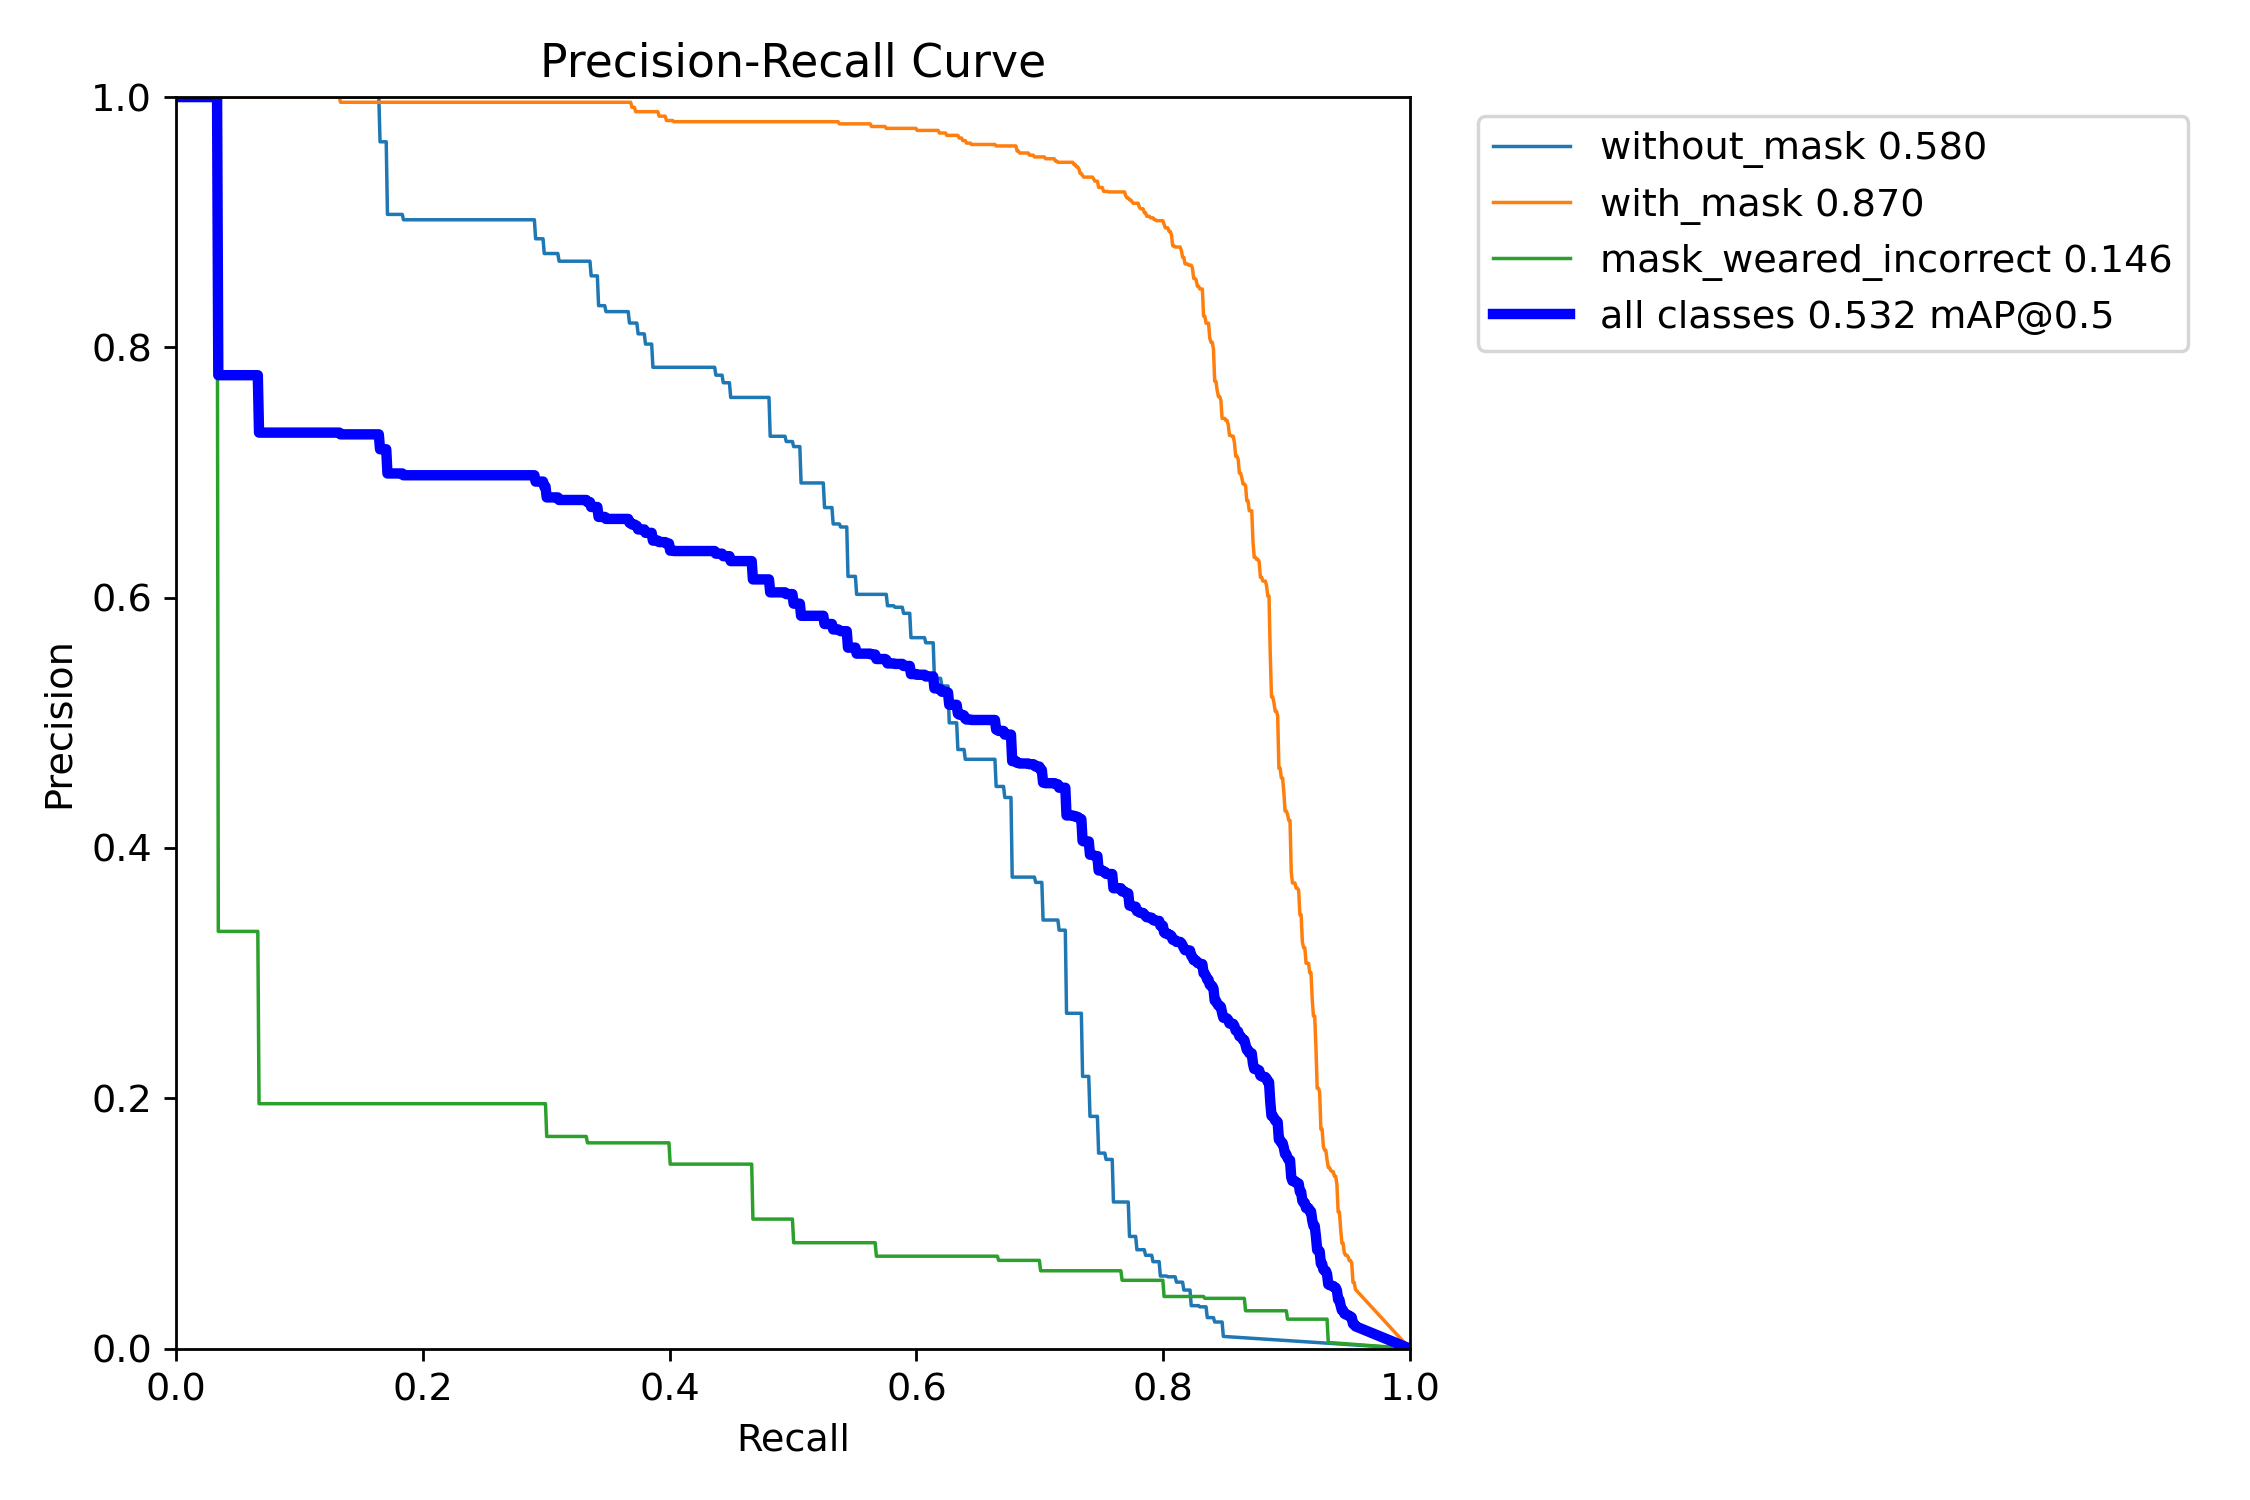 Precision-Recall Curve
1.0
0.8
0.6
0.4
0.2
0.0
Precision
0.0 0.2 0.4 0.6 0.8 1.0
Recall
without_mask 0.580
with_mask 0.870
mask_weared_incorrect 0.146
all classes 0.532 mAP@0.5